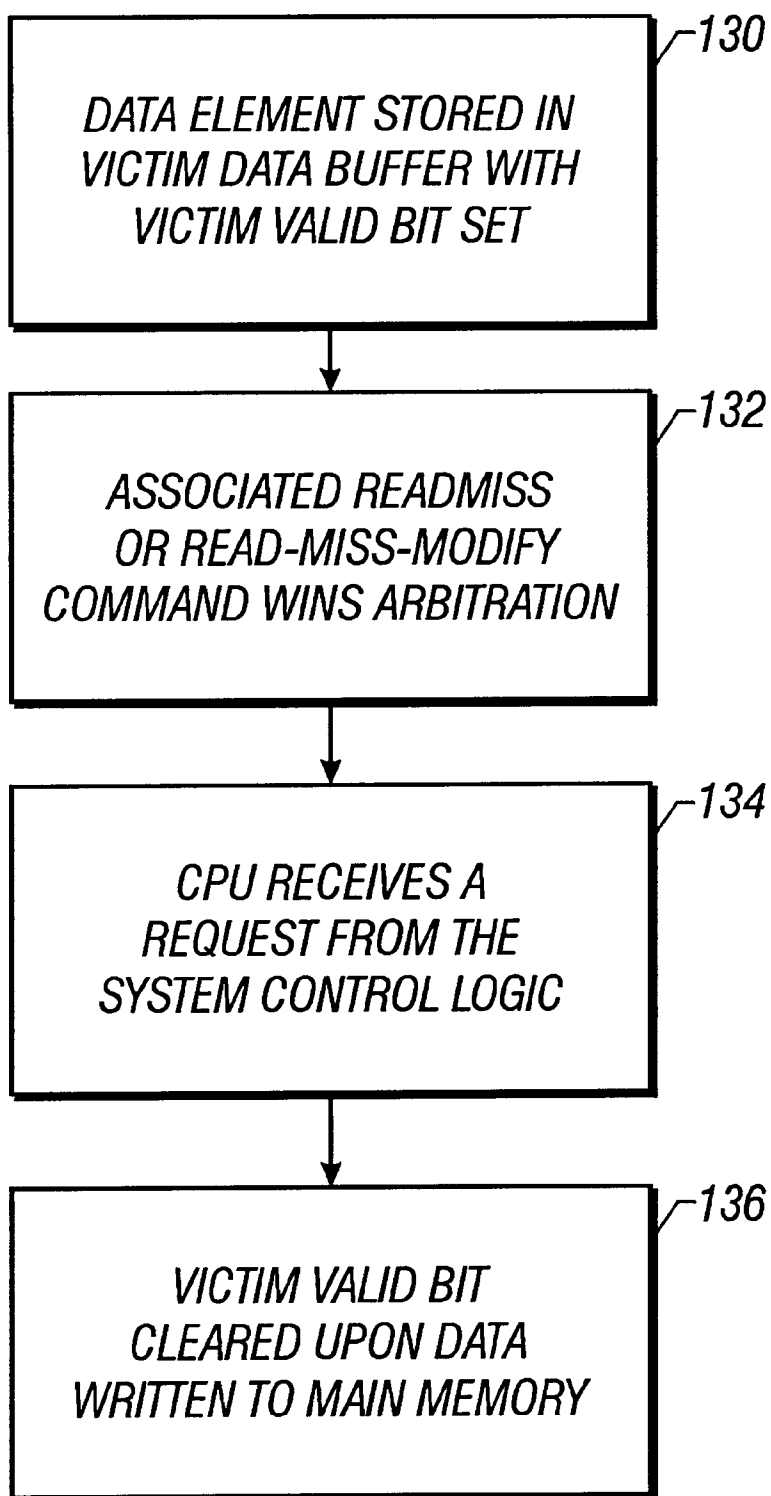 130
DATA ELEMENT STORED IN
VICTIM DATA BUFFER WITH
VICTIM VALID BIT SET
132
ASSOCIATED READMISS
OR READ-MISS-MODIFY
COMMAND WINS ARBITRATION
134
CPU RECEIVES A
REQUEST FROM THE
SYSTEM CONTROL LOGIC
136
VICTIM VALID BIT
CLEARED UPON DATA
WRITTEN TO MAIN MEMORY